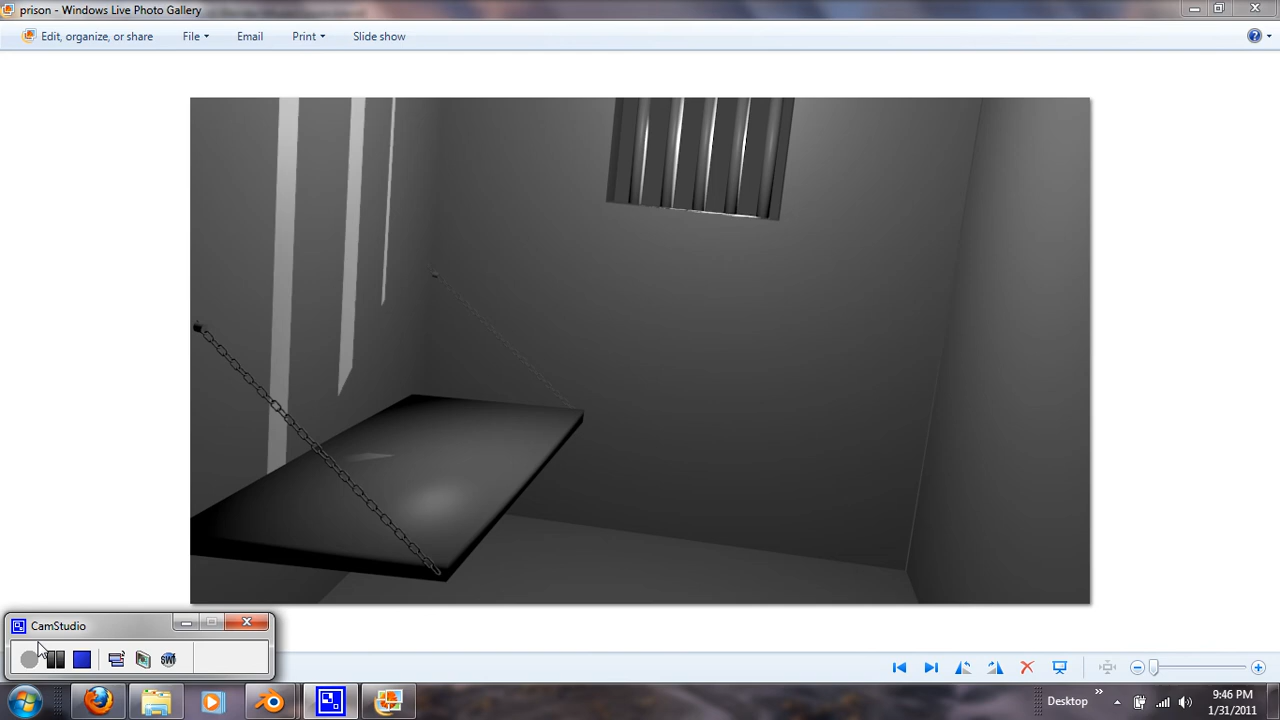 prison - Windows Live Photo Gallery
Edit, organize, or share File Email Print Slide show
CamStudio
SWF
Desktop
9:46 PM
1/31/2011